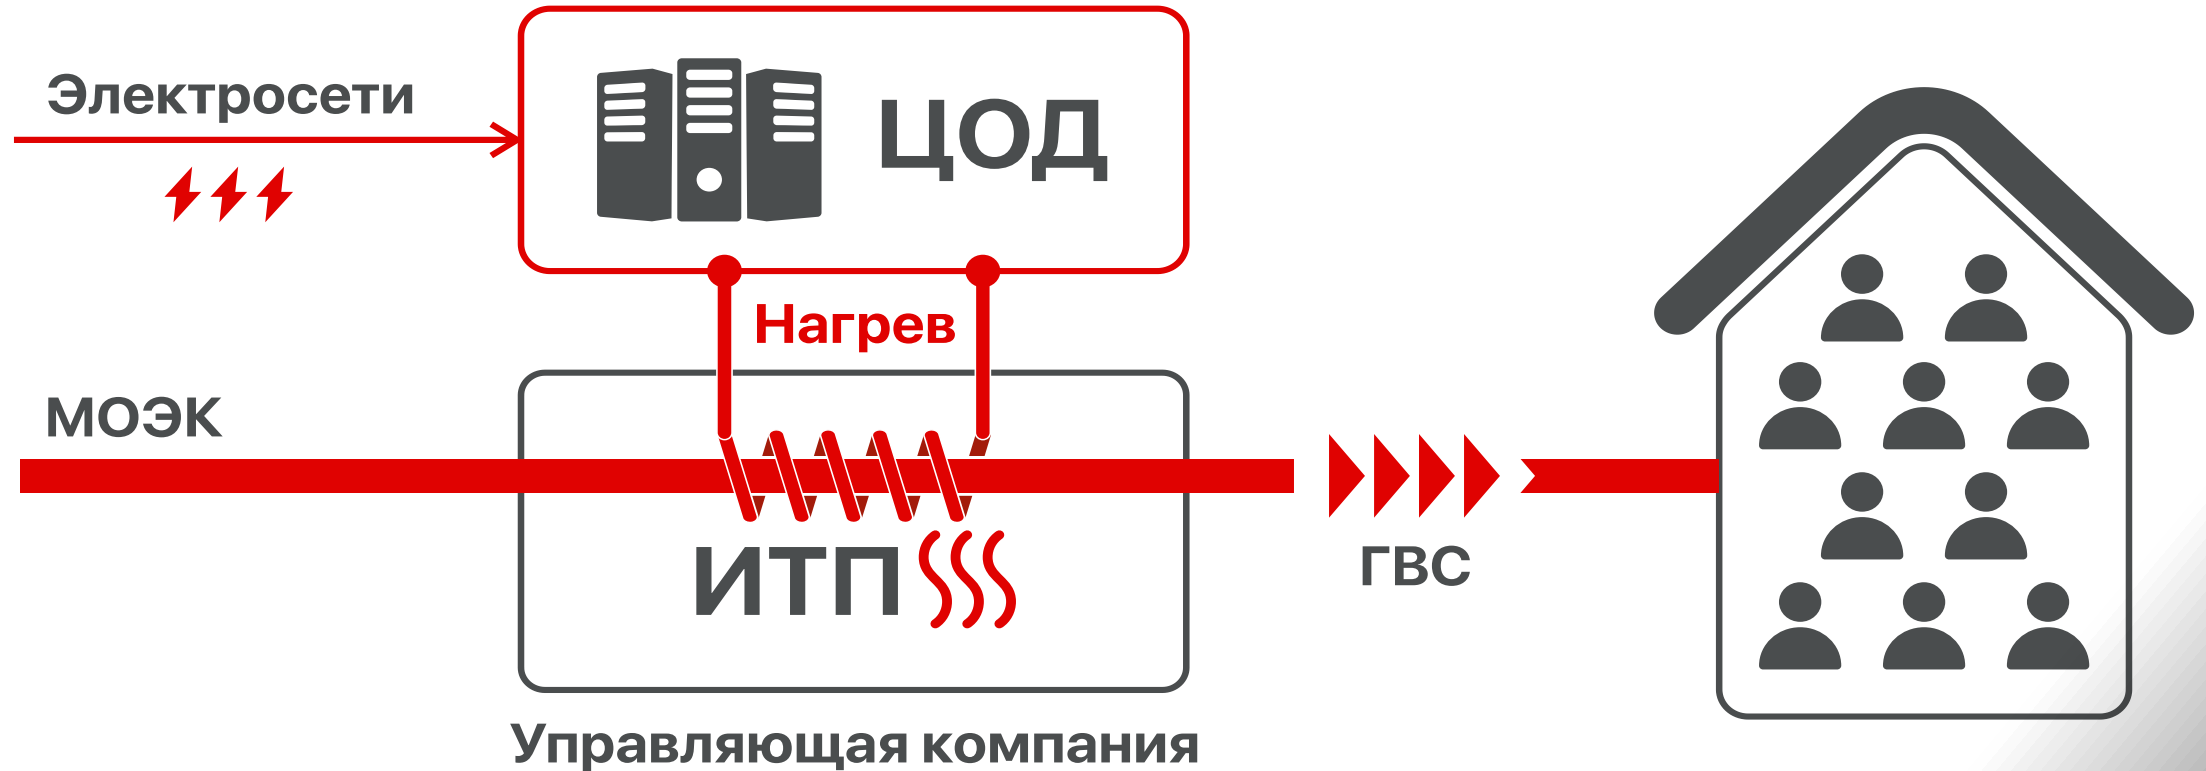 Электросети
ЦОД
Нагрев
МОЭК
ИТП
ГВС
Управляющая компания